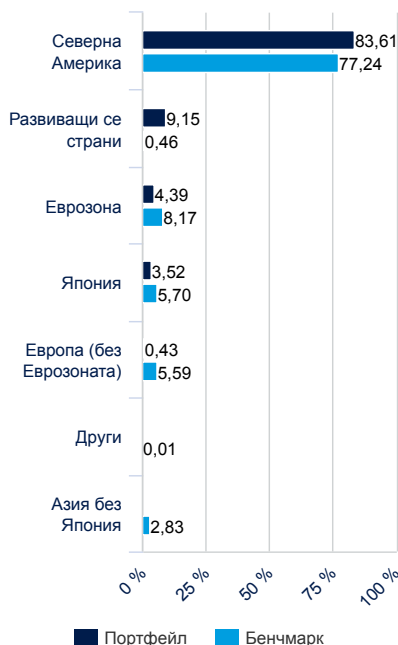 Северна
Америка
83,61
77,24
Развиващи се
страни
9,15
0,46
Еврозона
4,39
8,17
Япония
3,52
5,70
Европа (без
Еврозоната)
0,43
5,59
Други
0,01
Азия без
Япония
2,83
0 %
25 %
50 %
75 %
100 %
Портфейл
Бенчмарк